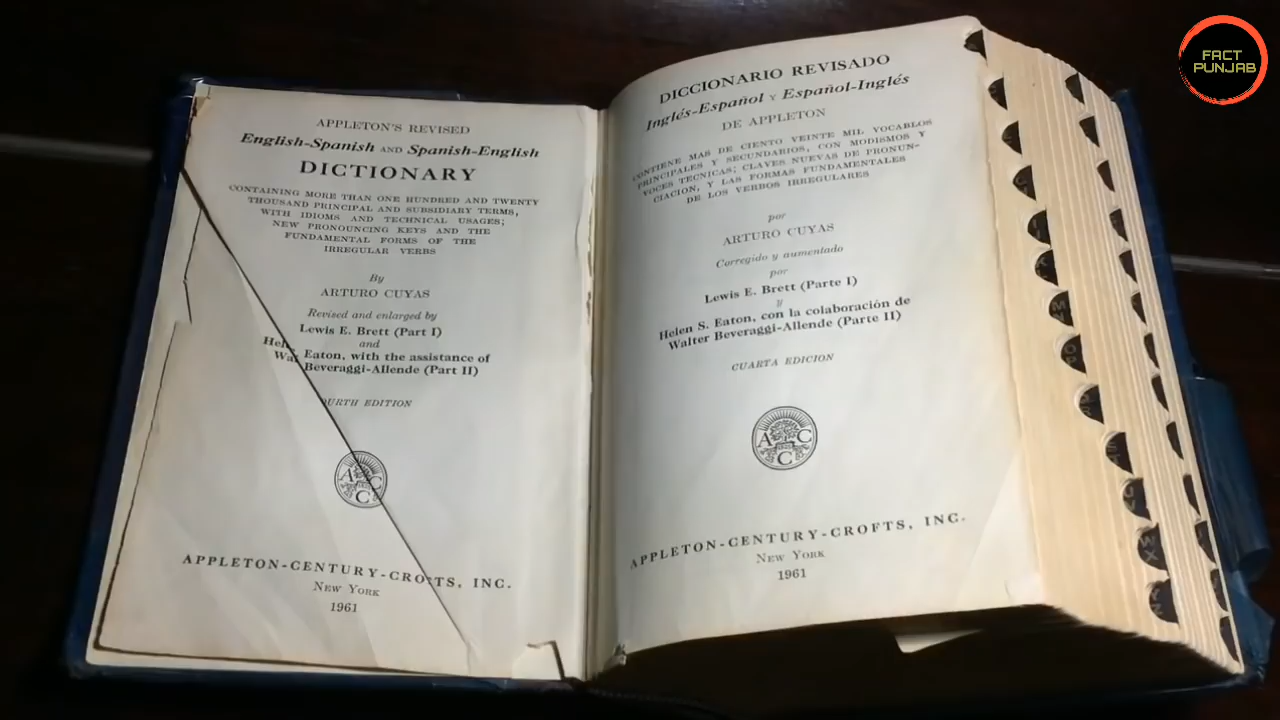 APPLETON'S REVISED
English-Spanish AND Spanish-English
DICTIONARY
CONTAINING MORE THAN ONE HUNDRED AND TWENTY
THOUSAND PRINCIPAL AND SUBSIDIARY TERMS,
WITH IDIOMS AND TECHNICAL USAGES;
NEW PRONOUNCING KEYS AND THE
FUNDAMENTAL FORMS OF THE
IRREGULAR VERBS
By
ARTURO CUYAS
Revised and enlarged by
Lewis E. Brett (Part I)
and
Eaton, with the assistance of
Beveraggi-Allende (Part II)
EDITION
A C C
APPLETON-CENTURY-CROFTS, INC.
NEW YORK
1961
DICCIONARIO REVISADO
Inglés-Español Y Español-Inglés
DE APPLETON
CONTIENE MAS DE CIENTO VEINTE MIL VOCABLOS
PRINCIPALES Y SECUNDARIOS, CON MODISMOS Y
VOCES TECNICAS; CLAVES NUEVAS DE PRONUN-
CIACION, Y LAS FORMAS FUNDAMENTALES
DE LOS VERBOS IRREGULARES
por
ARTURO CUYAS
Corregido y aumentado
por
Lewis E. Brett (Parte I)
y
Helen S. Eaton, con la colaboración de
Walter Beveraggi-Allende (Parte II)
CUARTA EDICION
A C C
APPLETON-CENTURY-CROFTS, INC.
NEW YORK
1961
FACT
PUNJAB